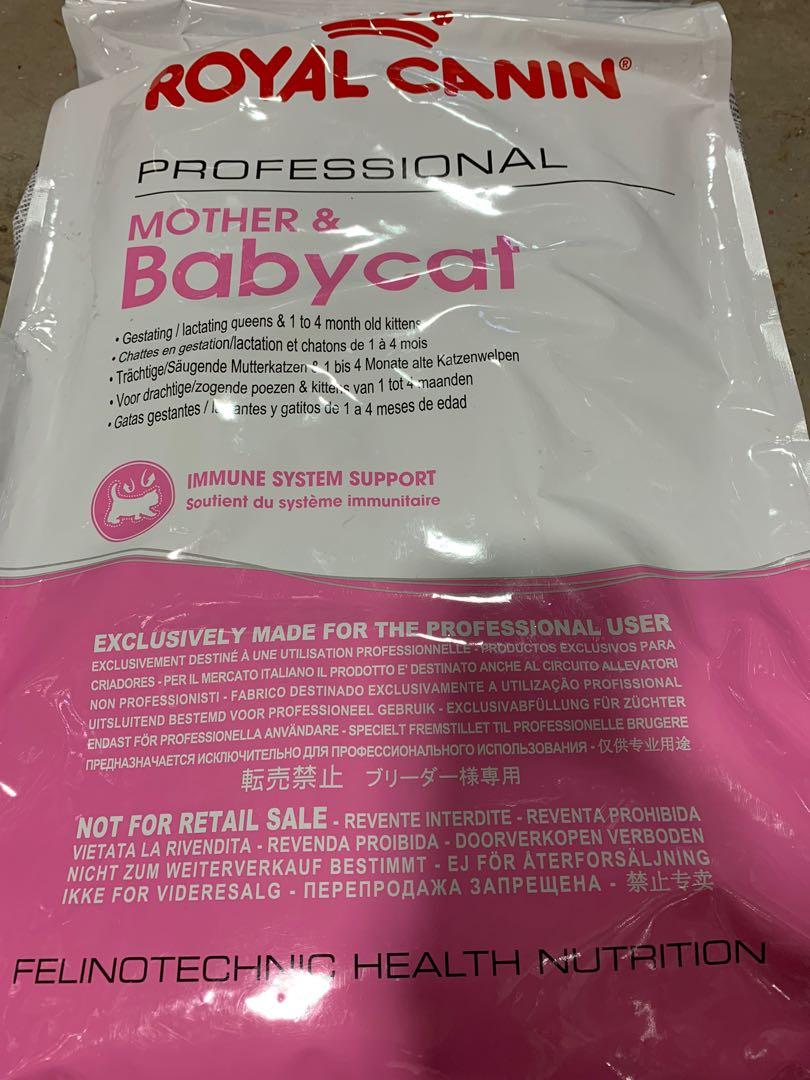 ROYAL CANIN®
PROFESSIONAL
MOTHER &
Babycat
• Gestating / lactating queens & 1 to 4 month old kittens
• Chattes en gestation/lactation et chatons de 1 à 4 mois
• Trächtige/Säugende Mutterkatzen & 1 bis 4 Monate alte Katzenwelpen
• Voor drachtige/zogende poezen & kittens van 1 tot 4 maanden
• Gatas gestantes / y gatitos de 1 a 4 meses de edad
IMMUNE SYSTEM SUPPORT
Soutient du système immunitaire
EXCLUSIVELY MADE FOR THE PROFESSIONAL USER
EXCLUSIVEMENT DESTINÉ À UNE UTILISATION PROFESSIONNELLE - PRODUCTOS EXCLUSIVOS PARA
CRIADORES - PER IL MERCATO ITALIANO IL PRODOTTO E' DESTINATO ANCHE AL CIRCUITO ALLEVATORI
NON PROFESSIONISTI - FABRICO DESTINADO EXCLUSIVAMENTE A UTILIZAÇÃO PROFISSIONAL
UITSLUITEND BESTEMD VOOR PROFESSIONEEL GEBRUIK - EXCLUSIVABFÜLLUNG FÜR ZÜCHTER
ENDAST FÖR PROFESSIONELLA ANVÄNDARE - SPECIELT FREMSTILLET TIL PROFESSIONELLE BRUGERE
ПРЕДНАЗНАЧАЕТСЯ ИСКЛЮЧИТЕЛЬНО ДЛЯ ПРОФЕССИОНАЛЬНОГО ИСПОЛЬЗОВАНИЯ - 仅供专业用途
転売禁止 ブリーダー様専用
NOT FOR RETAIL SALE - REVENTE INTERDITE - REVENTA PROHIBIDA
VIETATA LA RIVENDITA - REVENDA PROIBIDA - DOORVERKOPEN VERBODEN
NICHT ZUM WEITERVERKAUF BESTIMMT - EJ FÖR ÅTERFORSÄLJNING
IKKE FOR VIDERESALG - ПЕРЕПРОДАЖА ЗАПРЕЩЕНА - 禁止专卖
FELINOTECHNIC HEALTH NUTRITION